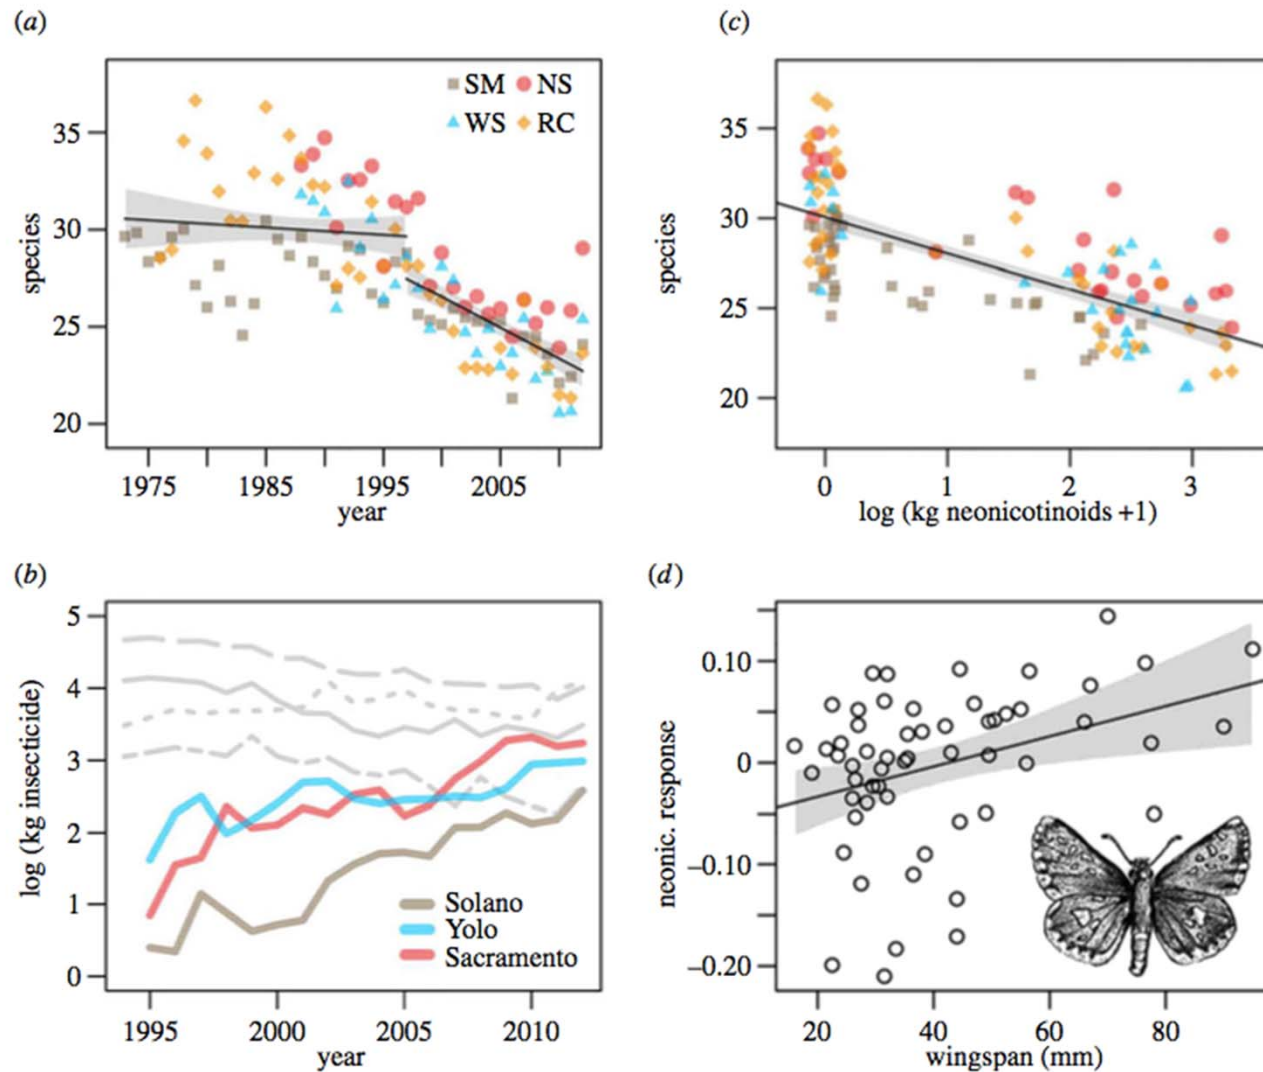 (a)
SM NS
WS RC
35
30
25
20
species
1975 1985 1995 2005
year
(c)
35
30
25
20
species
0 1 2 3
log (kg neonicotinoids +1)
(b)
5
4
3
2
1
0
log (kg insecticide)
Solano
Yolo
Sacramento
1995 2000 2005 2010
year
(d)
0.10
0
–0.10
–0.20
neonic. response
20 40 60 80
wingspan (mm)